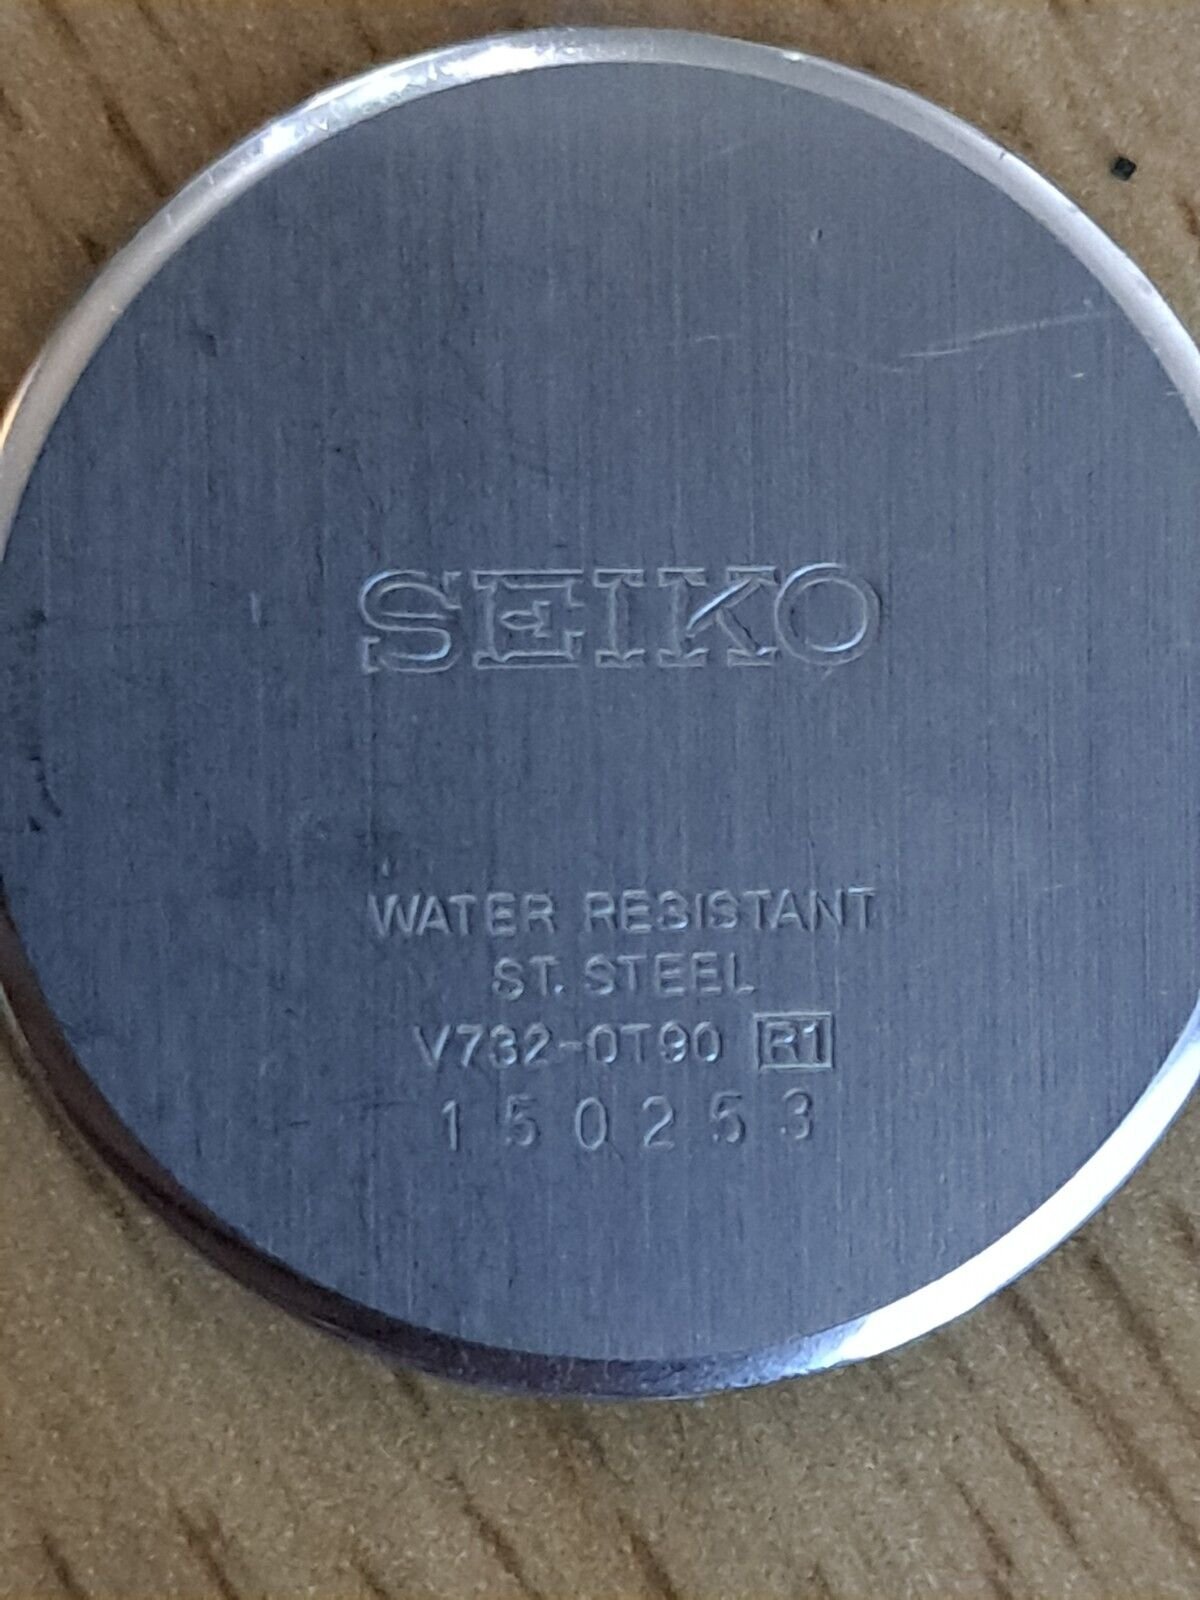 SEIKO
WATER RESISTANT
ST. STEEL
V732-0T90 R1
150253